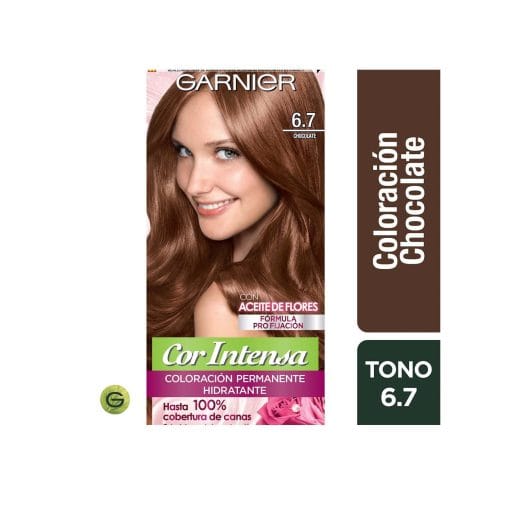 GARNIER
6.7
CHOCOLATE
CON
ACEITE DE FLORES
FÓRMULA
PRO FIJACIÓN
Cor Intensa
COLORACIÓN PERMANENTE
HIDRATANTE
Hasta 100%
cobertura de canas
G
Coloración
Chocolate
TONO
6.7